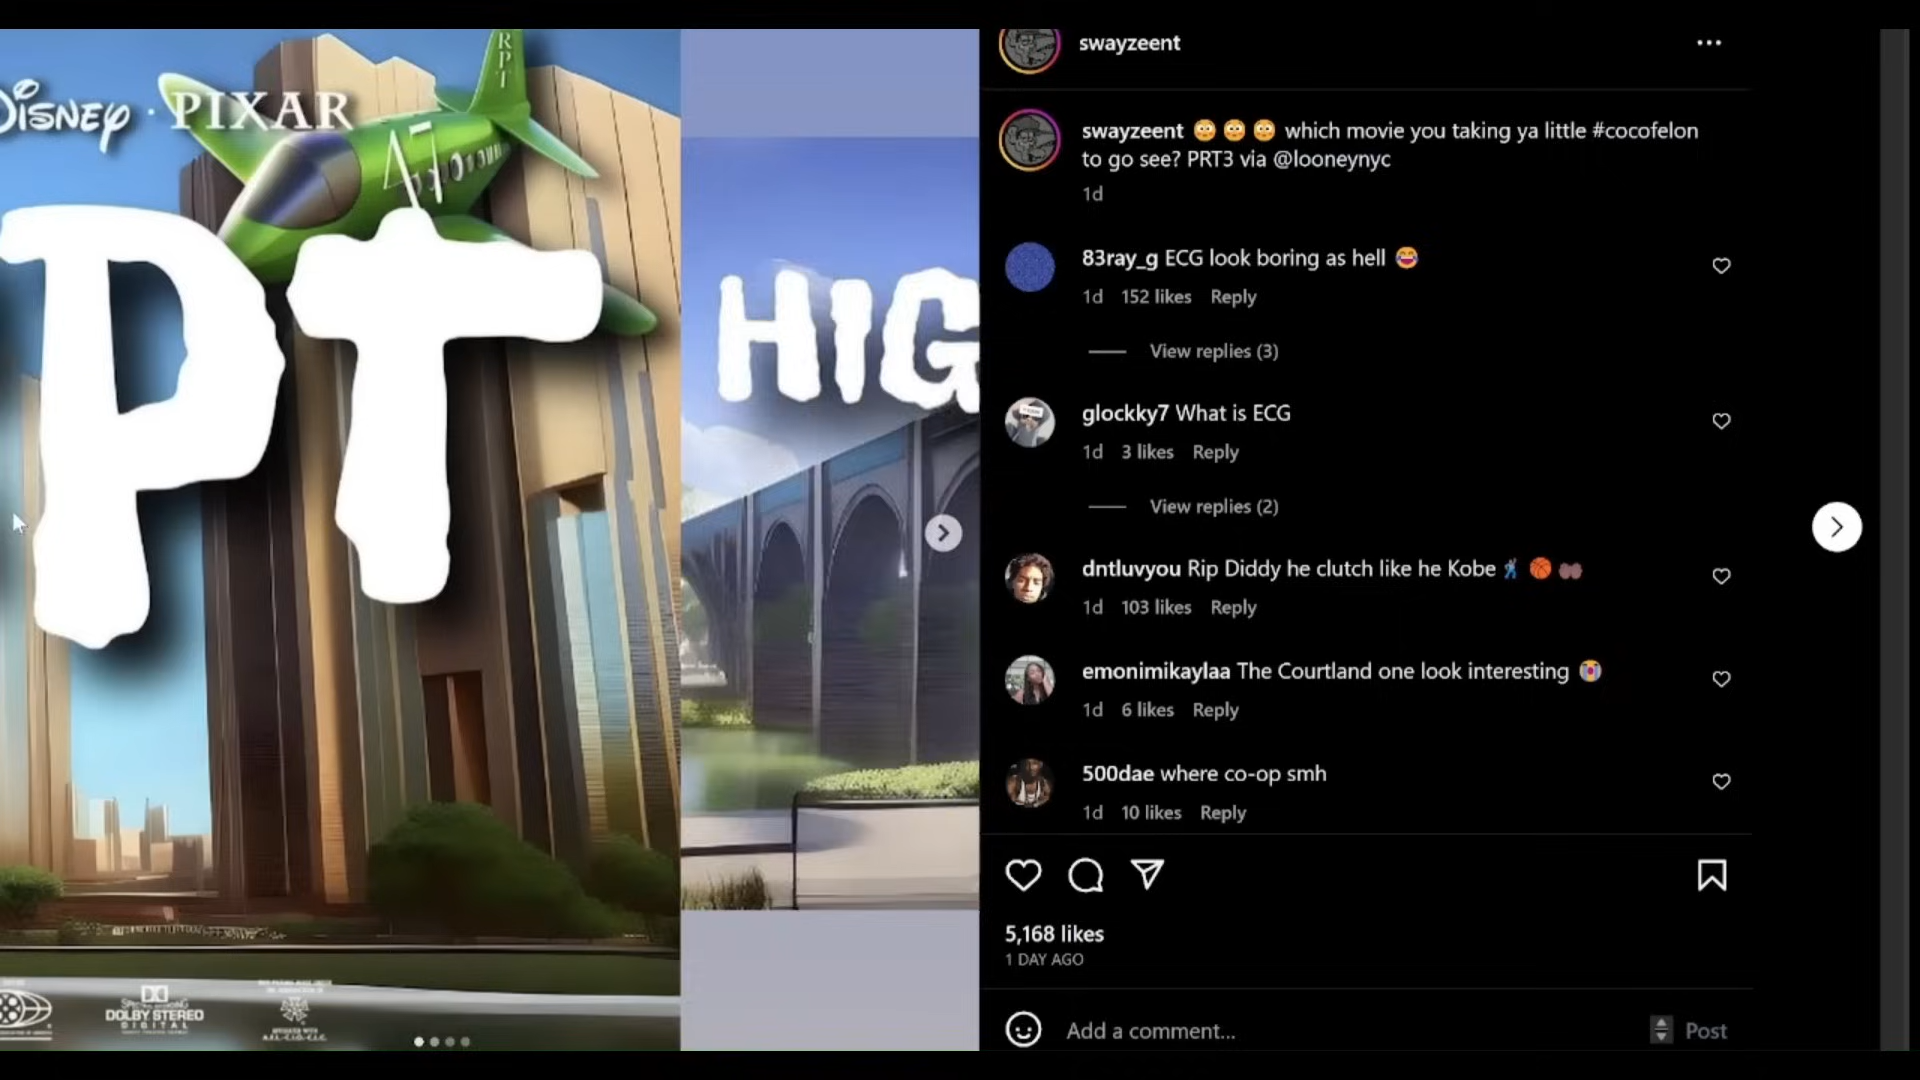 DISNEY · PIXAR
RPT
PT
HIG
DOLBY STEREO
DIGITAL
swayzeent
swayzeent 😳 😳 😳 which movie you taking ya little #cocofelon
to go see? PRT3 via @looneynyc
1d
83ray_g ECG look boring as hell 😂
1d 152 likes Reply
View replies (3)
glockky7 What is ECG
1d 3 likes Reply
View replies (2)
dntluvyou Rip Diddy he clutch like he Kobe 🕺🏀👀
1d 103 likes Reply
emonimikaylaa The Courtland one look interesting 😭
1d 6 likes Reply
500dae where co-op smh
1d 10 likes Reply
5,168 likes
1 DAY AGO
Add a comment...
Post